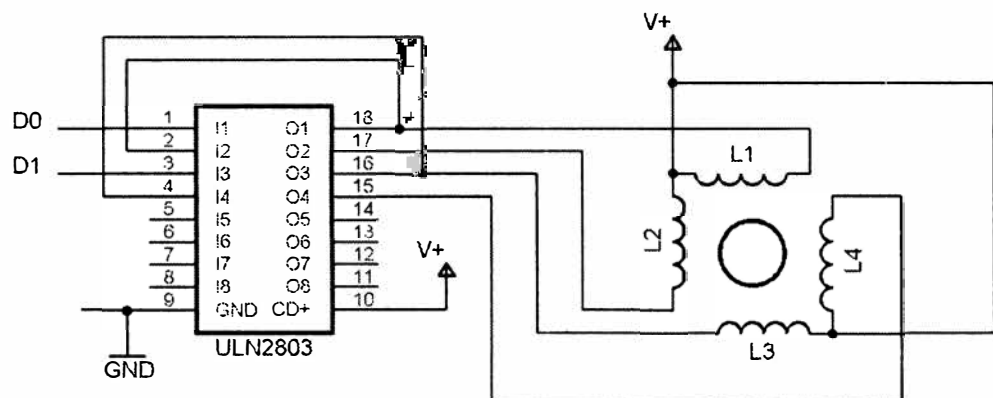 V+
D0
D1
1 I1 O1 18
2 I2 O2 17
3 I3 O3 16
4 I4 O4 15
5 I5 O5 14
6 I6 O6 13
7 I7 O7 12
8 I8 O8 11
9 GND CD+ 10
ULN2803
GND
V+
L1
L2
L4
L3